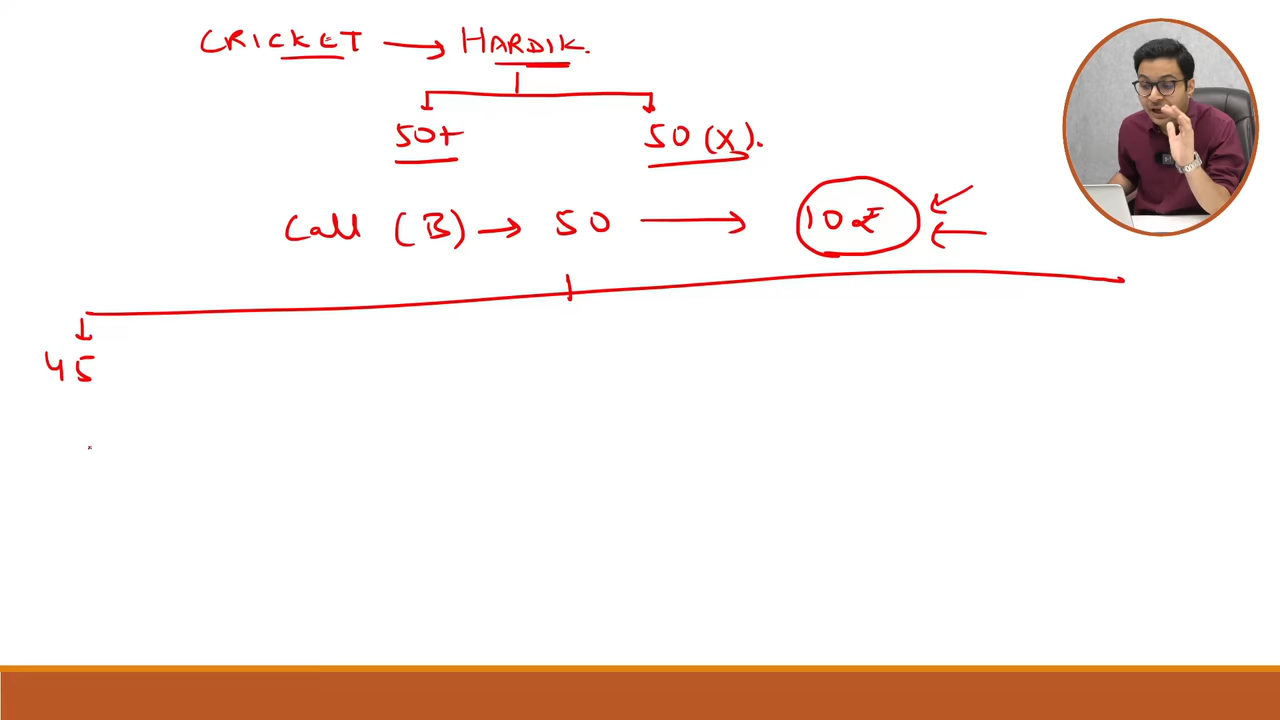 CRICKET → HARDIK.
50+ 50 (X).
Call (B) → 50 → 10₹
45